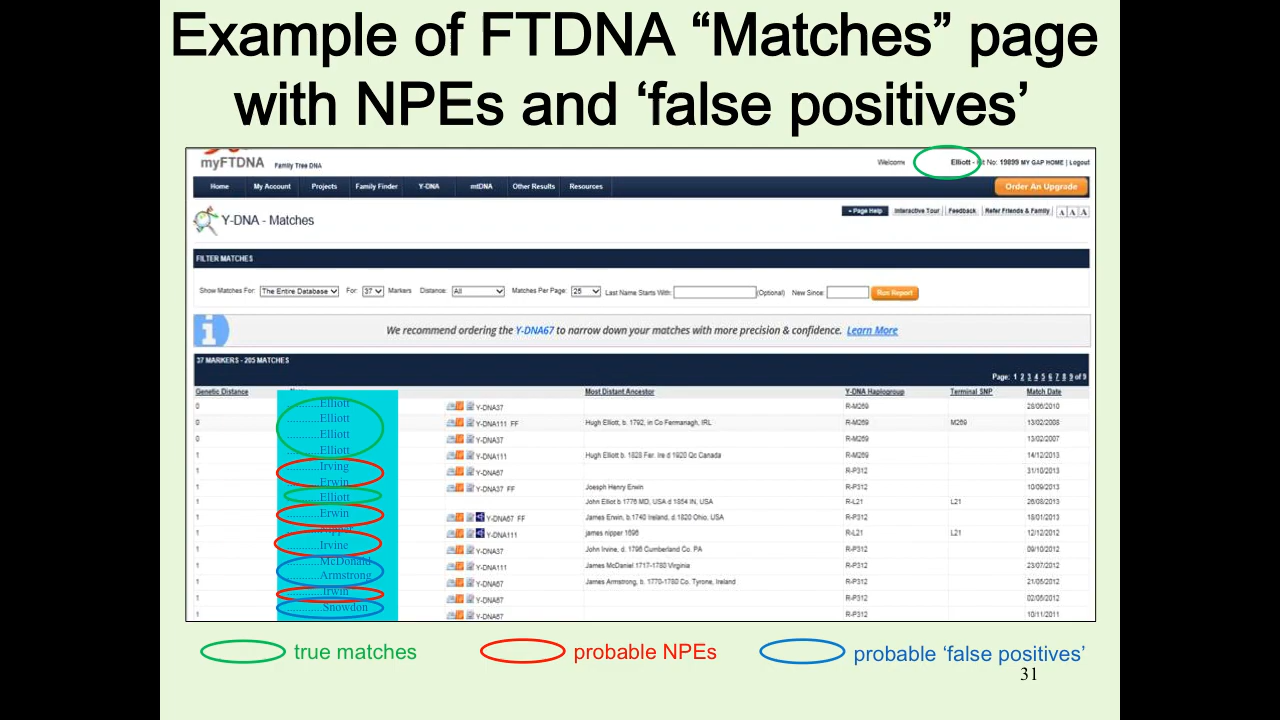 Example of FTDNA “Matches” page
with NPEs and ‘false positives’
myFTDNA Family Tree DNA
Welcome Elliott - Kit No: 19899 MY GAP HOME | Logout
Home My Account Projects Family Finder Y-DNA mtDNA Other Results Resources Order An Upgrade
Y-DNA - Matches
Page Help Interactive Tour | Feedback | Refer Friends & Family | A A A
FILTER MATCHES
Show Matches For: The Entire Database For: 37 Markers Distance: All Matches Per Page: 25 Last Name Starts With: (Optional) New Since: Run Report
We recommend ordering the Y-DNA67 to narrow down your matches with more precision & confidence. Learn More
37 MARKERS - 205 MATCHES
Page: 1 2 3 4 5 6 7 8 9 of 9
Genetic Distance Most Distant Ancestor Y-DNA Haplogroup Terminal SNP Match Date
0 ...........Elliott Y-DNA37 R-M269 28/06/2010
0 ...........Elliott Y-DNA111 FF Hugh Elliott, b. 1792, in Co Fermanagh, IRL R-M269 M269 13/02/2008
0 ...........Elliott Y-DNA37 R-M269 13/02/2007
1 ...........Elliott Y-DNA111 Hugh Elliott b. 1828 Fer. Ire d 1920 Qc Canada R-M269 14/12/2013
1 ...........Irving Y-DNA67 R-P312 31/10/2013
1 ...........Erwin Y-DNA37 FF Joesph Henry Erwin R-P312 10/09/2013
1 ...........Elliott John Elliot b 1776 MD, USA d 1854 IN, USA R-L21 L21 26/08/2013
1 ...........Erwin Y-DNA67 FF James Erwin, b.1740 Ireland, d.1820 Ohio, USA R-P312 18/01/2013
1 Y-DNA111 james nipper 1696 R-L21 L21 12/12/2012
1 ...........Irvine Y-DNA37 John Irvine, d. 1796 Cumberland Co. PA R-P312 09/10/2012
1 ...........McDonald Y-DNA111 James McDaniel 1717-1780 Virginia R-P312 23/07/2012
1 ...........Armstrong Y-DNA67 James Armstrong, b. 1770-1780 Co. Tyrone, Ireland R-P312 21/05/2012
1 ...........Irwin Y-DNA67 R-P312 02/05/2012
1 ........... Snowdon Y-DNA67 R-P312 10/11/2011
true matches probable NPEs probable ‘false positives’
31